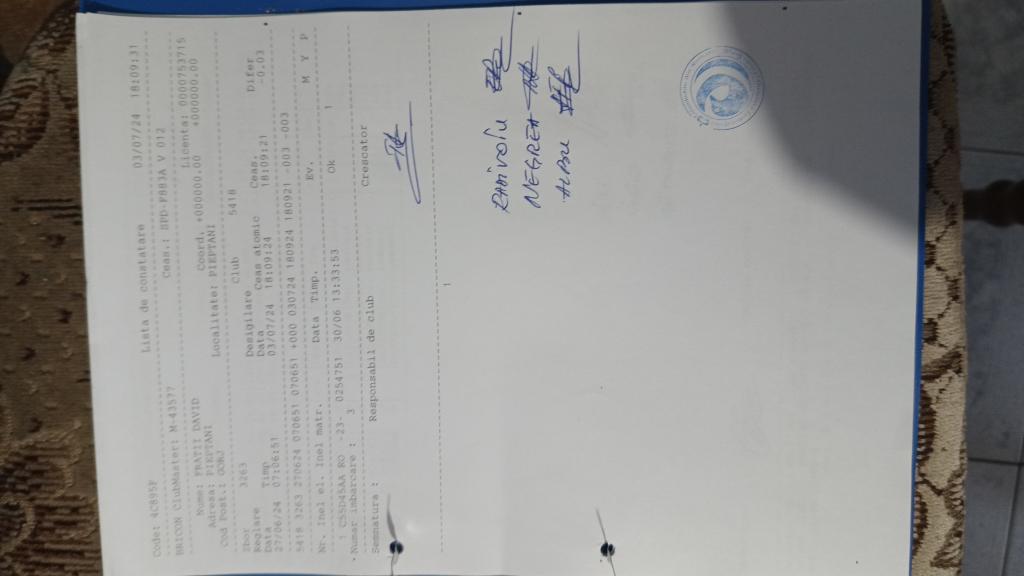 Lista de constatare 03/07/24 18:09:31
Code: 4C895F
BRICON ClubMaster: M-43577 Ceas.: SPD-F883A V 012
Licenta: 0000753715
Nume: FRATII DAVID Coord. +000000.00 +000000.00
Adresa: PIEPTANI Localitate: PIEPTANI
Cod Post.: DORJ
Club 5418
Zbor 3263
Reglare Desigilare
Data Timp Data Ceas atomic Ceas. Difer
27/06/24 07:06:51 03/07/24 18:09:24 18:09:21 -0.03
5418 3263 270624 070651 070651 +000 030724 180924 180921 -003 -003
Nr. Inel el. Inel matr. Data Timp. Ev. M Y P
1 C55D45AA RO -23- 0254751 30/06 13:33:53 Ok 1
Numar imbarcare : 3
Semnatura : Responsabil de club Crescator
1
NEGREA
ALBU